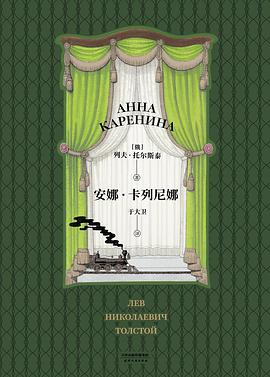 АННА
КАРЕНИНА
[俄]
列夫·托尔斯泰
著
安娜·卡列尼娜
于大卫
译
ЛЕВ
НИКОЛАЕВИЧ
ТОЛСТОЙ